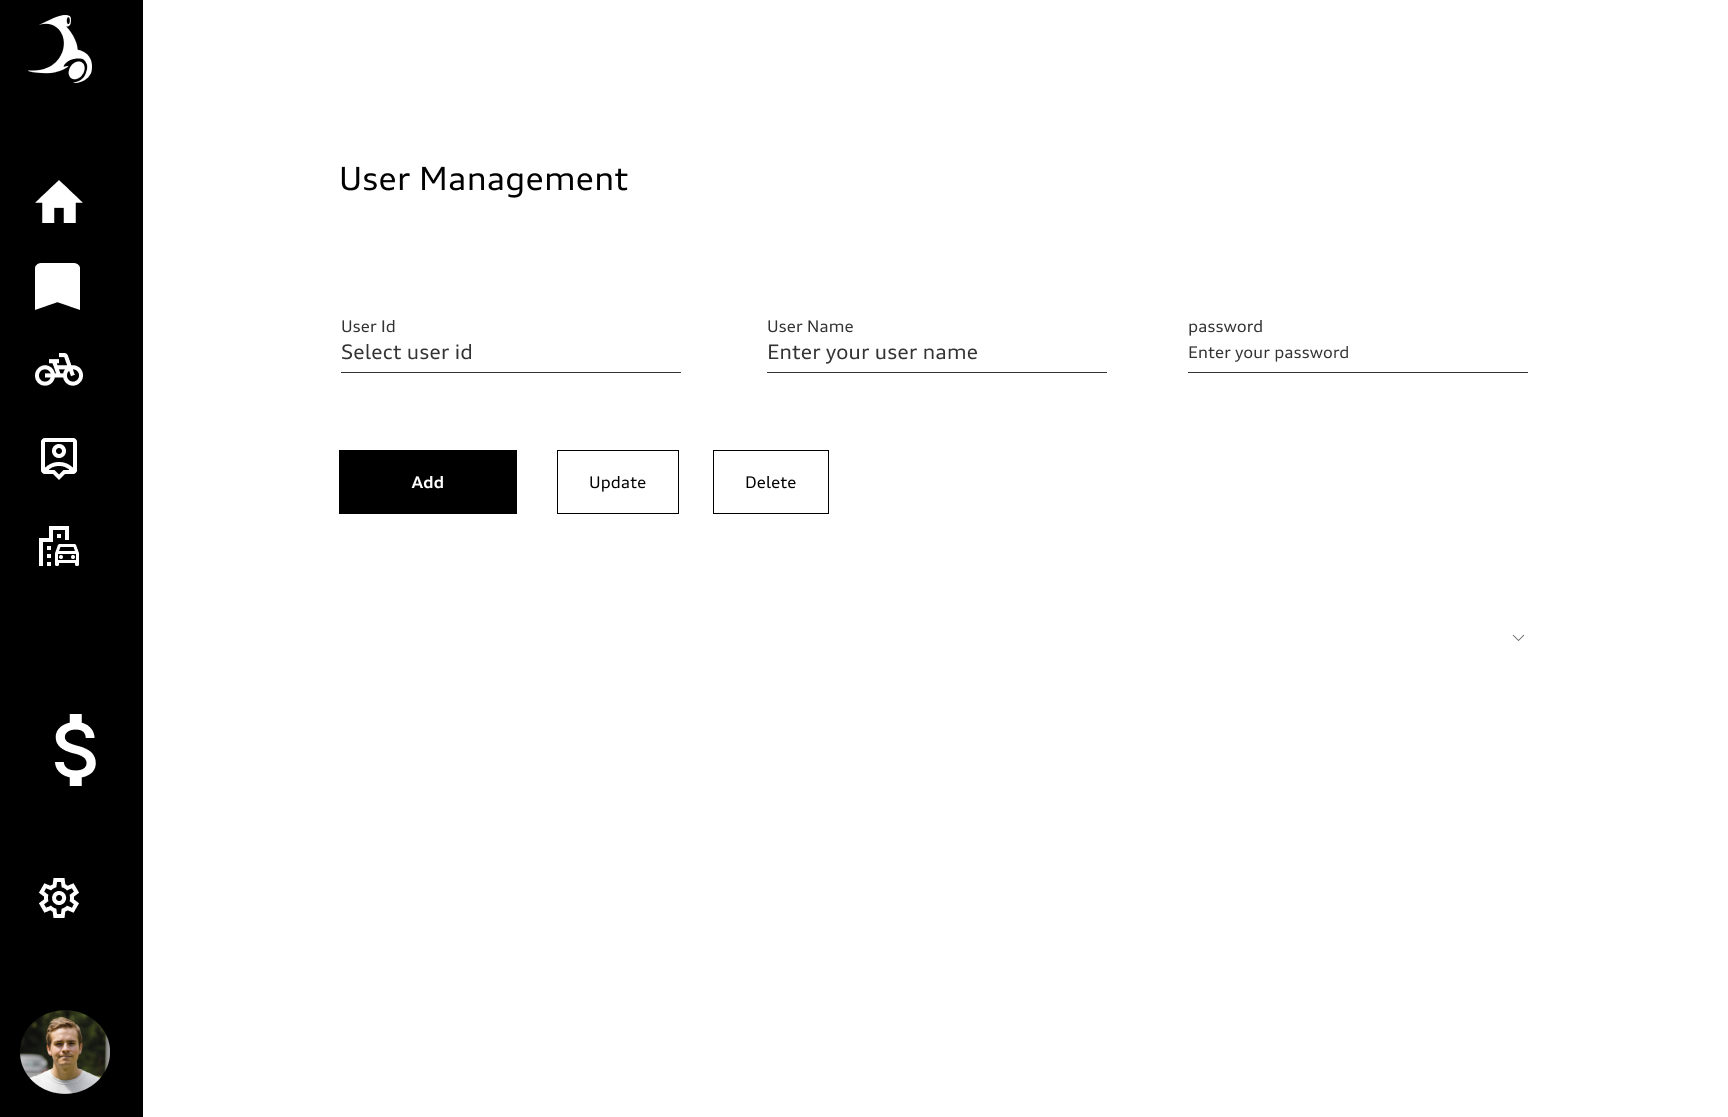 User Management
User Id
Select user id
User Name
Enter your user name
password
Enter your password
Add
Update
Delete